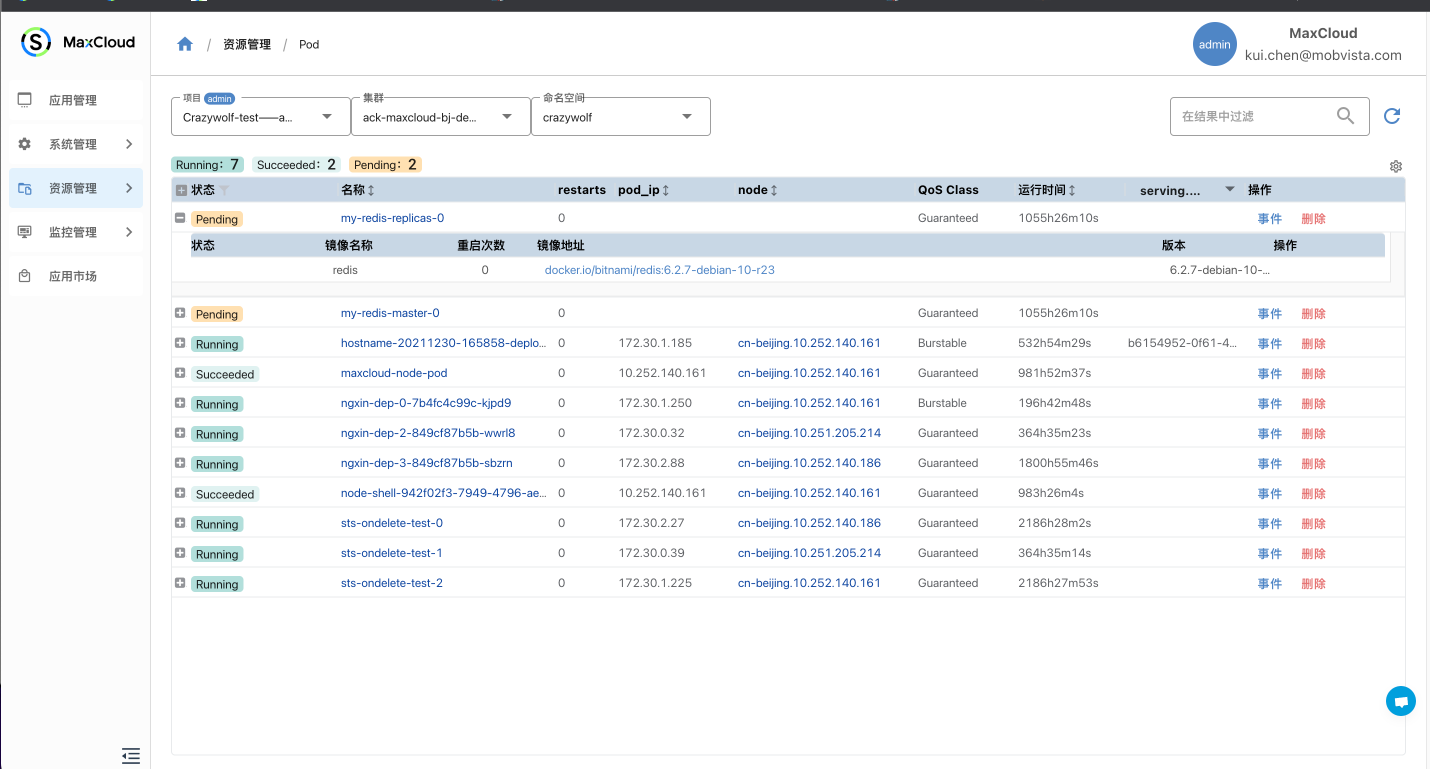 MaxCloud
资源管理 / Pod
admin
MaxCloud
kui.chen@mobvista.com
应用管理
系统管理
资源管理
监控管理
应用市场
项目 admin
Crazywolf-test——a...
集群
ack-maxcloud-bj-de...
命名空间
crazywolf
在结果中过滤
Running: 7 Succeeded: 2 Pending: 2
状态 名称 restarts pod_ip node QoS Class 运行时间 serving.... 操作
Pending my-redis-replicas-0 0 Guaranteed 1055h26m10s 事件 删除
状态 镜像名称 重启次数 镜像地址 版本 操作
redis 0 docker.io/bitnami/redis:6.2.7-debian-10-r23 6.2.7-debian-10-...
Pending my-redis-master-0 0 Guaranteed 1055h26m10s 事件 删除
Running hostname-20211230-165858-deplo... 0 172.30.1.185 cn-beijing.10.252.140.161 Burstable 532h54m29s b6154952-0f61-4... 事件 删除
Succeeded maxcloud-node-pod 0 10.252.140.161 cn-beijing.10.252.140.161 Guaranteed 981h52m37s 事件 删除
Running ngxin-dep-0-7b4fc4c99c-kjpd9 0 172.30.1.250 cn-beijing.10.252.140.161 Burstable 196h42m48s 事件 删除
Running ngxin-dep-2-849cf87b5b-wwrl8 0 172.30.0.32 cn-beijing.10.251.205.214 Guaranteed 364h35m23s 事件 删除
Running ngxin-dep-3-849cf87b5b-sbzrn 0 172.30.2.88 cn-beijing.10.252.140.186 Guaranteed 1800h55m46s 事件 删除
Succeeded node-shell-942f02f3-7949-4796-ae... 0 10.252.140.161 cn-beijing.10.252.140.161 Guaranteed 983h26m4s 事件 删除
Running sts-ondelete-test-0 0 172.30.2.27 cn-beijing.10.252.140.186 Guaranteed 2186h28m2s 事件 删除
Running sts-ondelete-test-1 0 172.30.0.39 cn-beijing.10.251.205.214 Guaranteed 364h35m14s 事件 删除
Running sts-ondelete-test-2 0 172.30.1.225 cn-beijing.10.252.140.161 Guaranteed 2186h27m53s 事件 删除